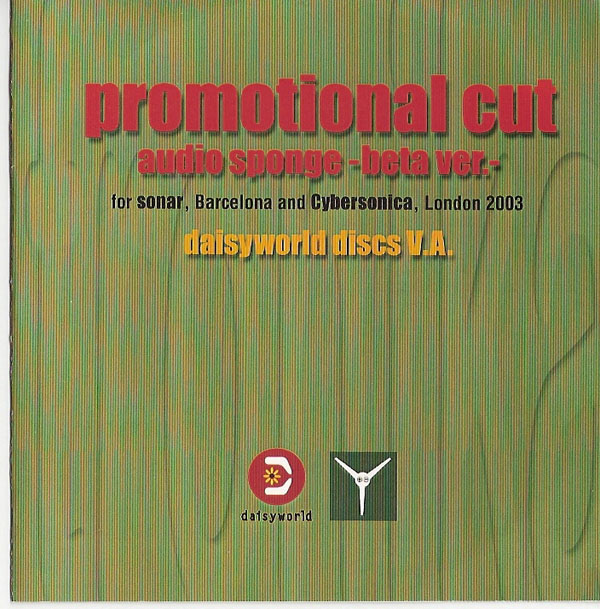 promotional cut
audio sponge -beta ver.-
for sonar, Barcelona and Cybersonica, London 2003
daisyworld discs V.A.
daisyworld